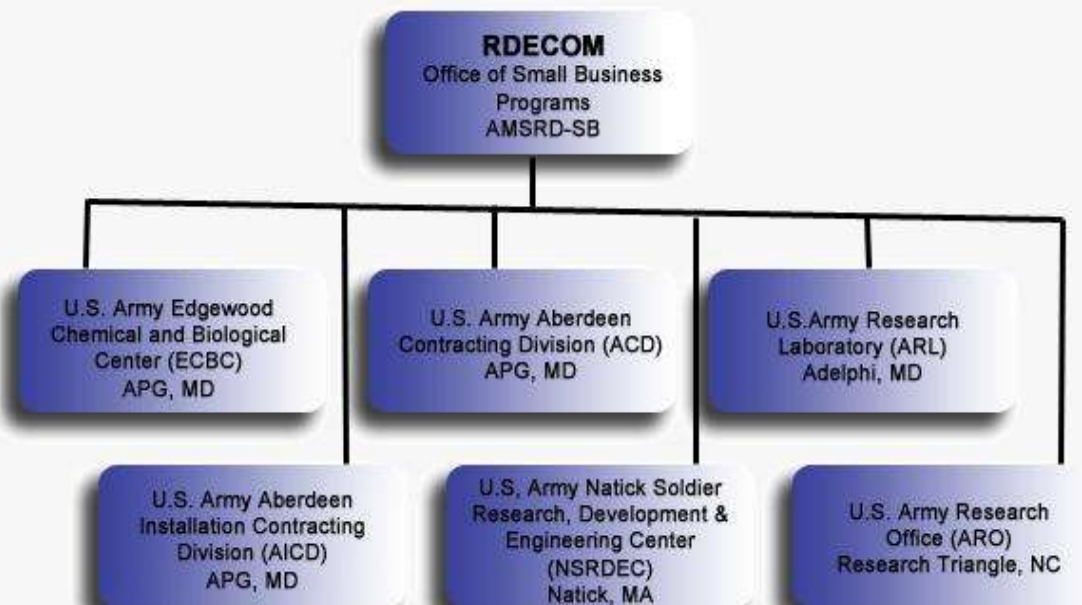 RDECOM
Office of Small Business
Programs
AMSRD-SB
U.S. Army Edgewood
Chemical and Biological
Center (ECBC)
APG, MD
U.S. Army Aberdeen
Contracting Division (ACD)
APG, MD
U.S.Army Research
Laboratory (ARL)
Adelphi, MD
U.S. Army Aberdeen
Installation Contracting
Division (AICD)
APG, MD
U.S, Army Natick Soldier
Research, Development &
Engineering Center
(NSRDEC)
Natick, MA
U.S. Army Research
Office (ARO)
Research Triangle, NC